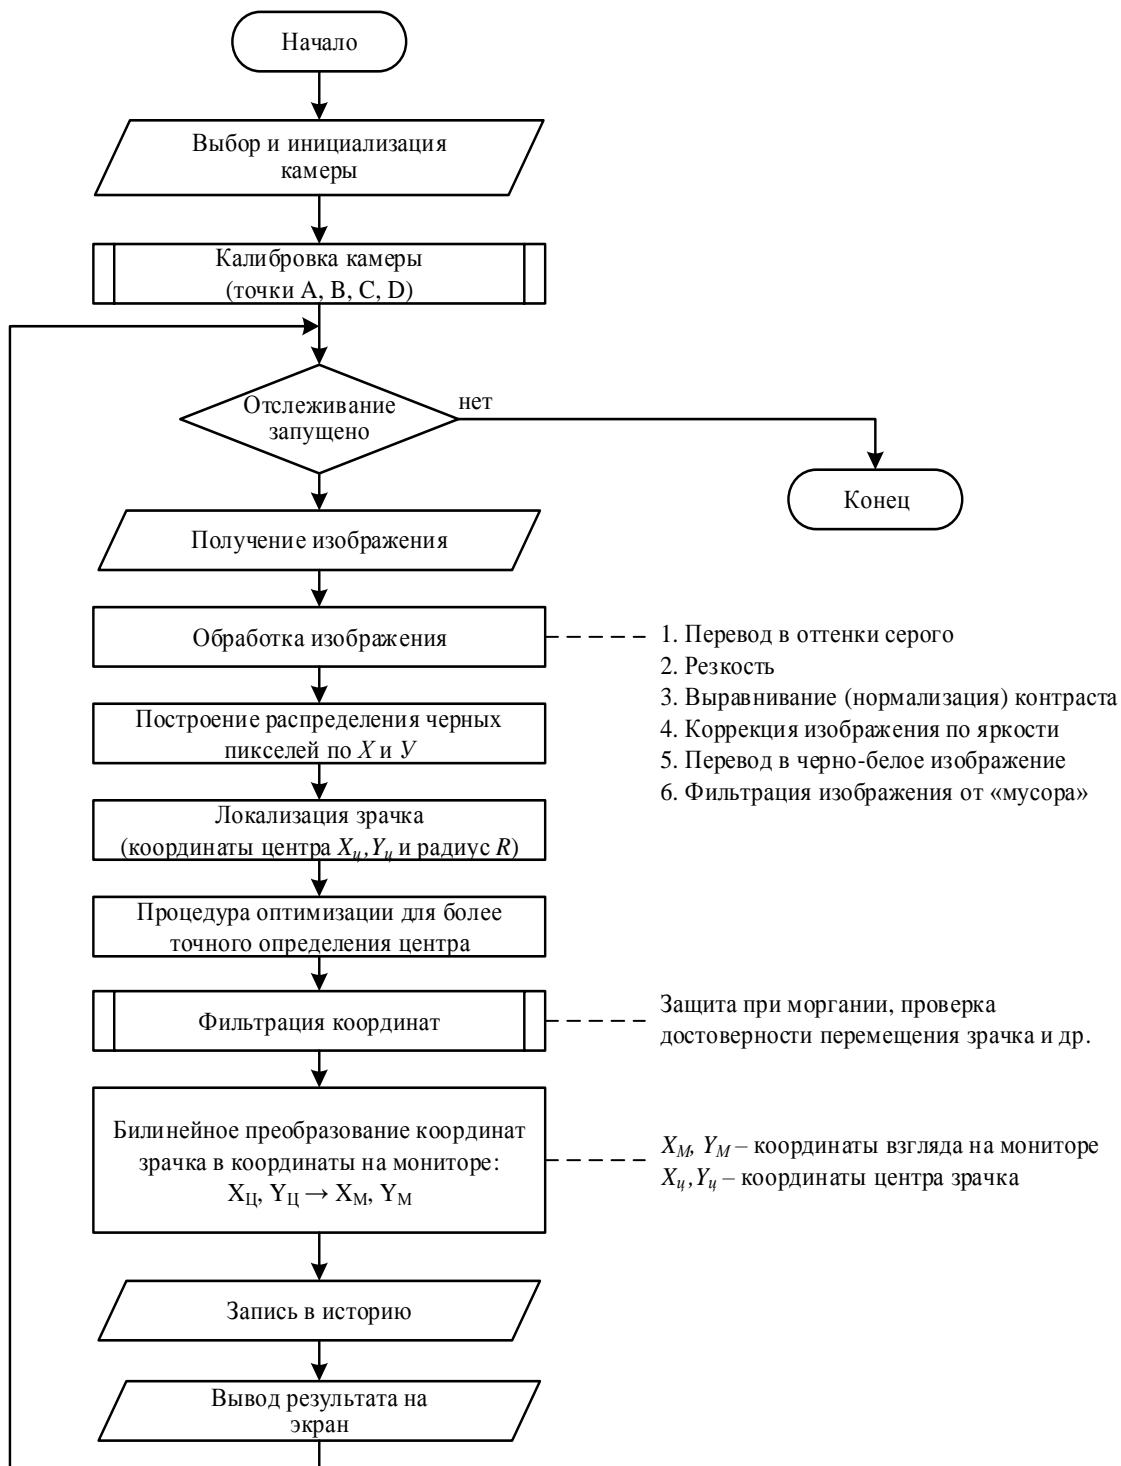 Начало
Выбор и инициализация
камеры
Калибровка камеры
(точки A, B, C, D)
Отслеживание
запущено
нет
Конец
Получение изображения
Обработка изображения
1. Перевод в оттенки серого
2. Резкость
3. Выравнивание (нормализация) контраста
4. Коррекция изображения по яркости
5. Перевод в черно-белое изображение
6. Фильтрация изображения от «мусора»
Построение распределения черных
пикселей по X и У
Локализация зрачка
(координаты центра Xц,Yц и радиус R)
Процедура оптимизации для более
точного определения центра
Фильтрация координат
Защита при моргании, проверка
достоверности перемещения зрачка и др.
Билинейное преобразование координат
зрачка в координаты на мониторе:
XЦ, YЦ → XМ, YМ
XМ, YМ – координаты взгляда на мониторе
Xц,Yц – координаты центра зрачка
Запись в историю
Вывод результата на
экран